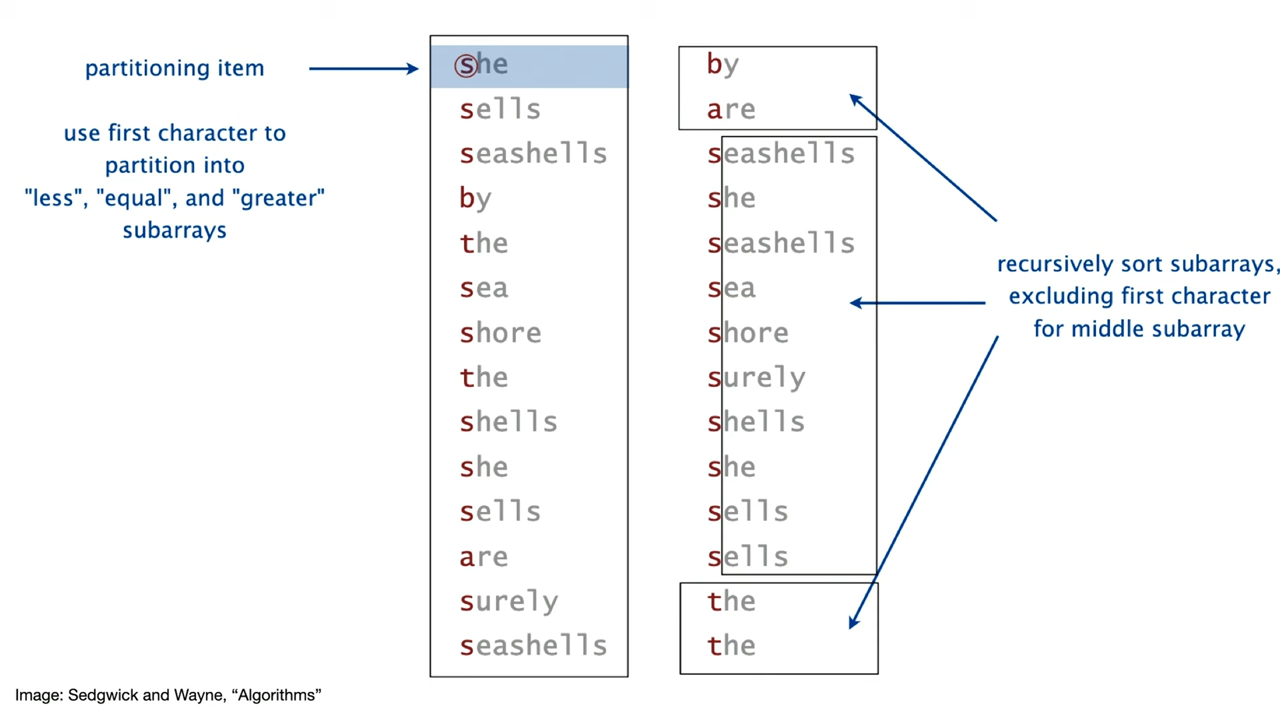 partitioning item
use first character to
partition into
"less", "equal", and "greater"
subarrays
she
sells
seashells
by
the
sea
shore
the
shells
she
sells
are
surely
seashells
by
are
seashells
she
seashells
sea
shore
surely
shells
she
sells
sells
the
the
recursively sort subarrays,
excluding first character
for middle subarray
Image: Sedgwick and Wayne, “Algorithms”